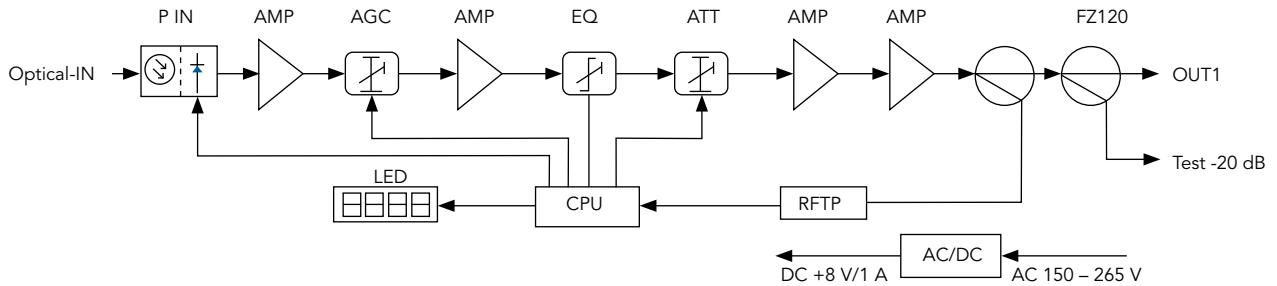 P IN AMP AGC AMP EQ ATT AMP AMP FZ120
Optical-IN OUT1
Test -20 dB
LED
CPU RFTP
AC/DC
DC +8 V/1 A AC 150 – 265 V